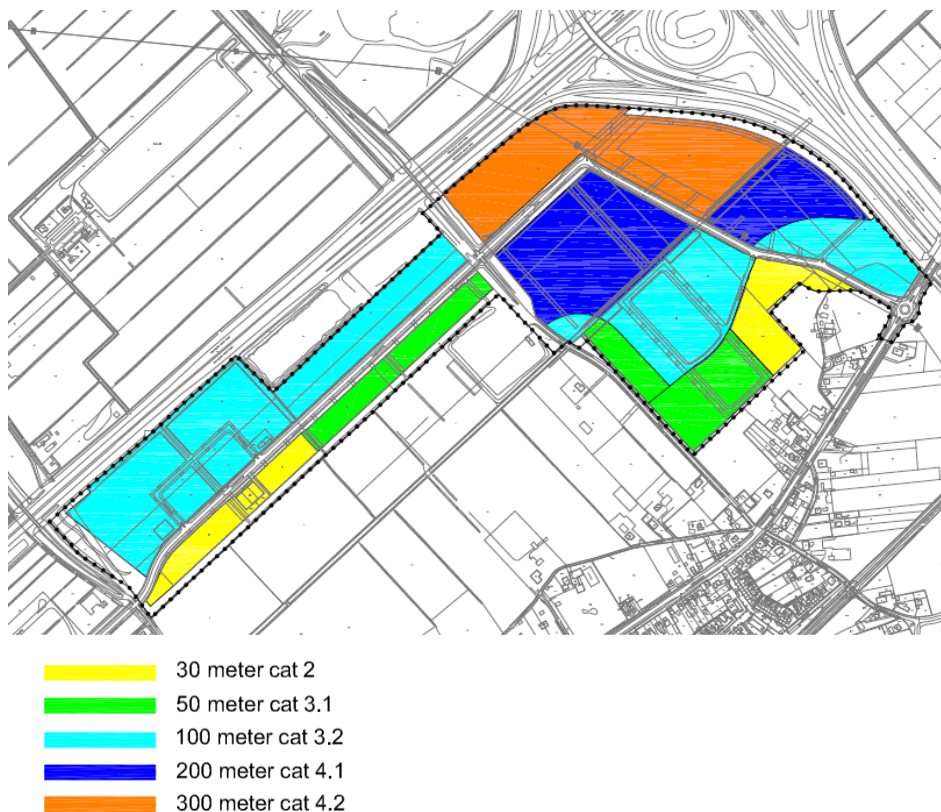 30 meter cat 2
50 meter cat 3.1
100 meter cat 3.2
200 meter cat 4.1
300 meter cat 4.2